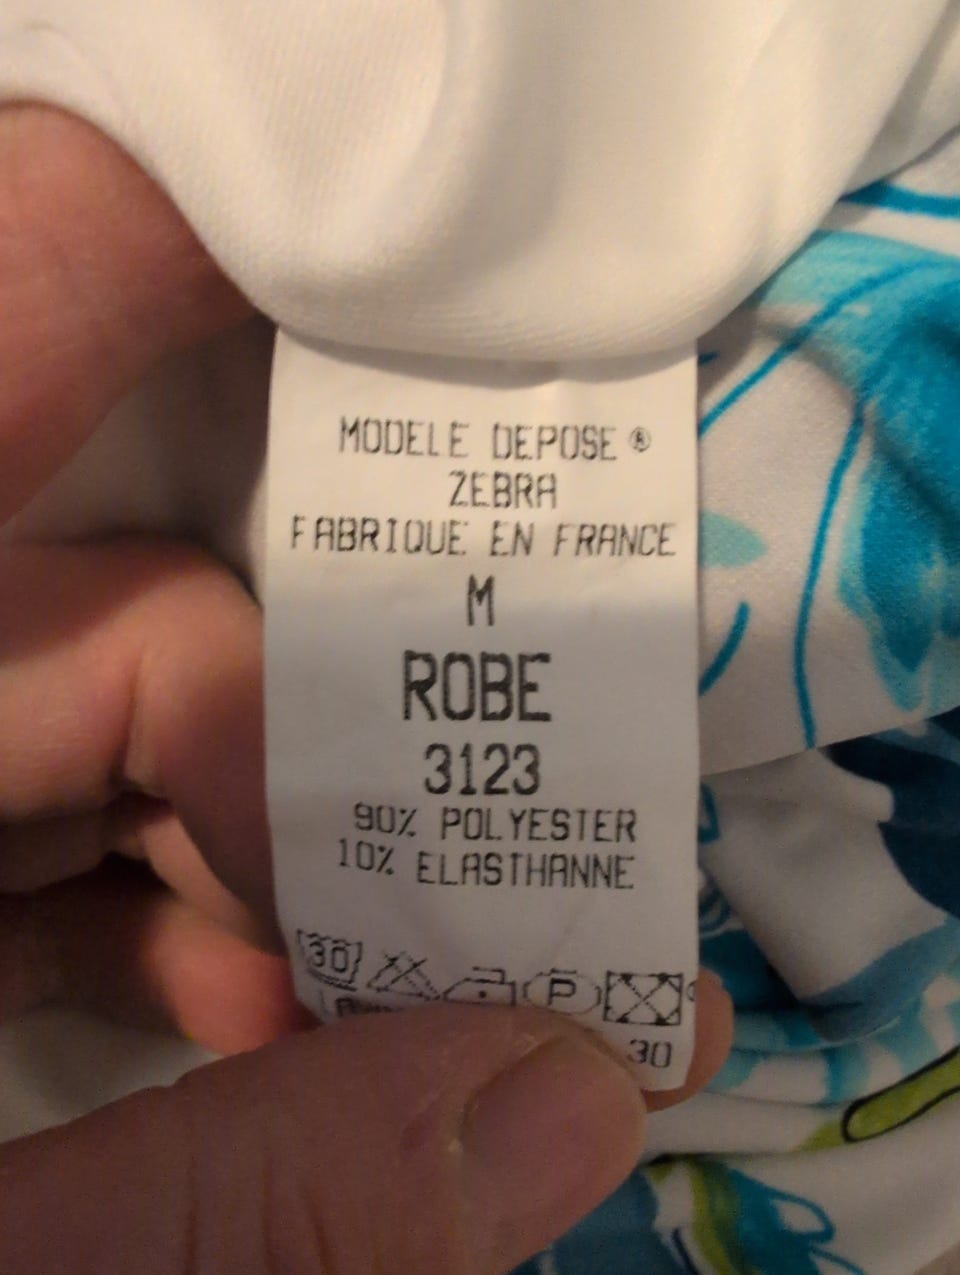 MODELE DEPOSE ®
ZEBRA
FABRIQUE EN FRANCE
M
ROBE
3123
90% POLYESTER
10% ELASTHANNE
30 P
30